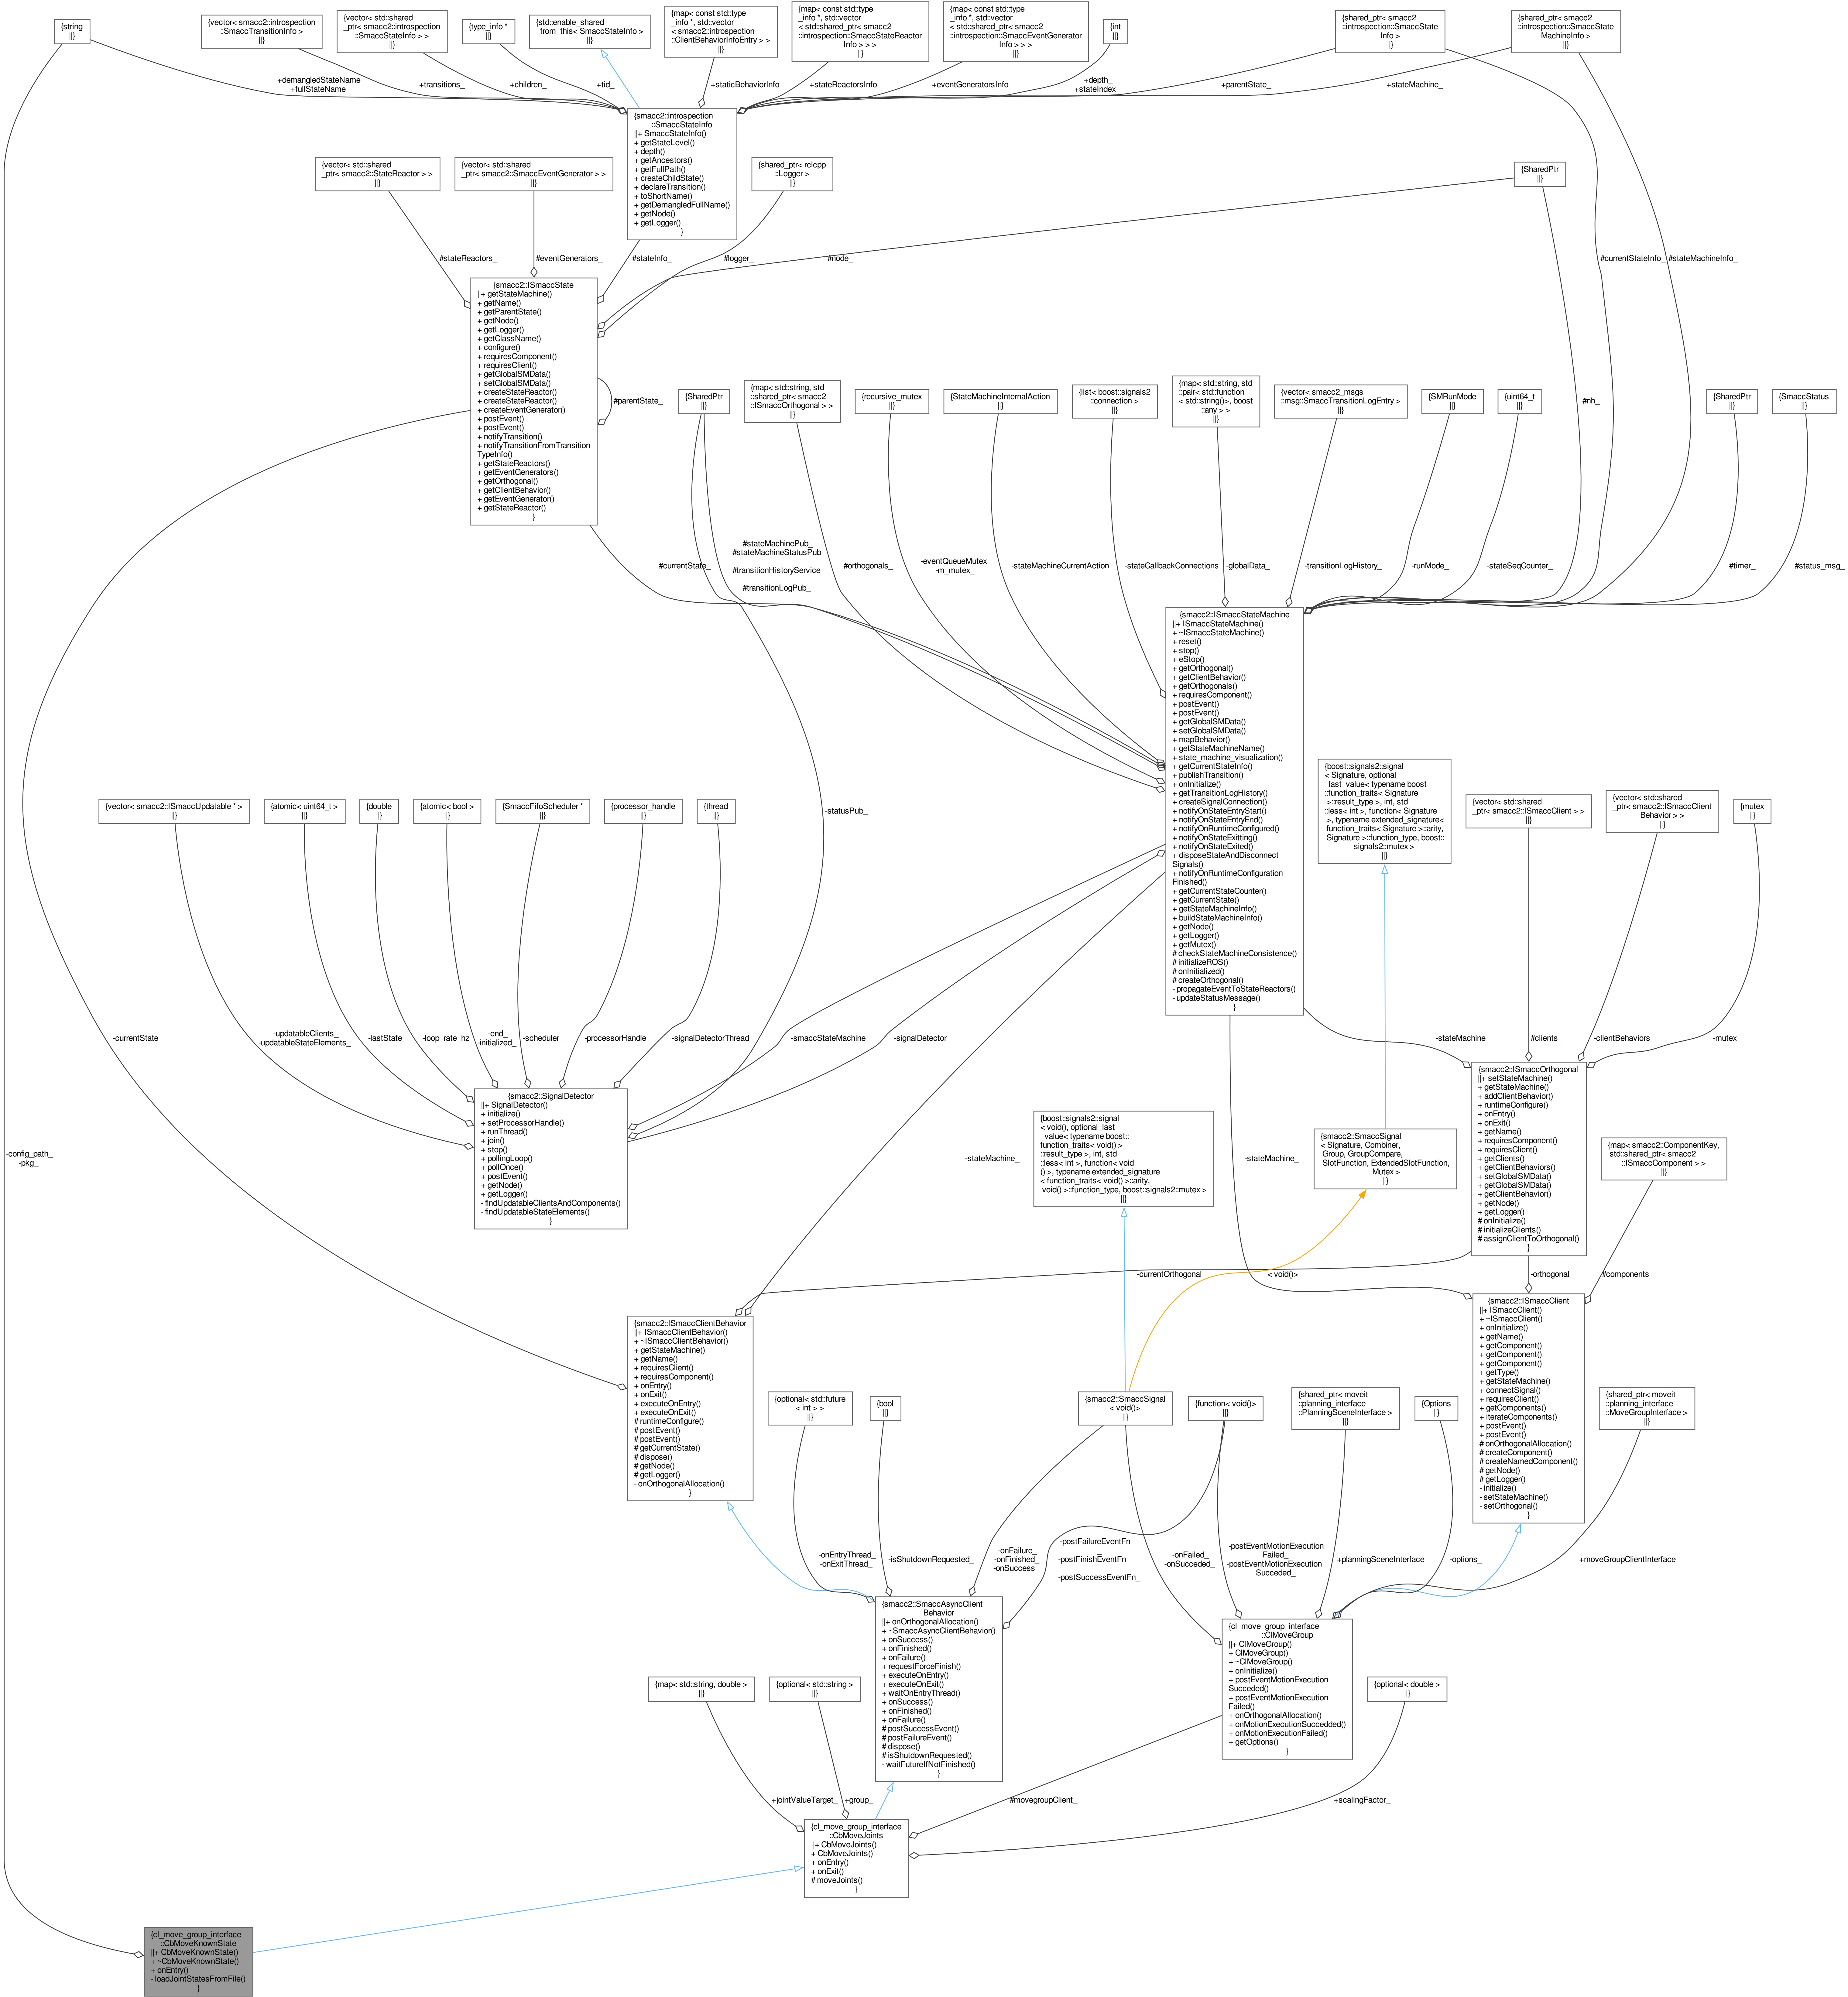 {string
||}
{vector< smacc2::introspection
::SmaccTransitionInfo >
||}
{vector< std::shared
_ptr< smacc2::introspection
::SmaccStateInfo > >
||}
{type_info *
||}
{std::enable_shared
_from_this< SmaccStateInfo >
||}
{map< const std::type
_info *, std::vector
< smacc2::introspection
::ClientBehaviorInfoEntry > >
||}
{map< const std::type
_info *, std::vector
< std::shared_ptr< smacc2
::introspection::SmaccStateReactor
Info > > >
||}
{map< const std::type
_info *, std::vector
< std::shared_ptr< smacc2
::introspection::SmaccEventGenerator
Info > > >
||}
{int
||}
{shared_ptr< smacc2
::introspection::SmaccState
Info >
||}
{shared_ptr< smacc2
::introspection::SmaccState
MachineInfo >
||}
+demangledStateName
+fullStateName
+transitions_
+children_
+tid_
+staticBehaviorInfo
+stateReactorsInfo
+eventGeneratorsInfo
+depth_
+stateIndex_
+parentState_
+stateMachine_
{smacc2::introspection
::SmaccStateInfo
||+ SmaccStateInfo()
+ getStateLevel()
+ depth()
+ getAncestors()
+ getFullPath()
+ createChildState()
+ declareTransition()
+ toShortName()
+ getDemangledFullName()
+ getNode()
+ getLogger()
}
{vector< std::shared
_ptr< smacc2::StateReactor > >
||}
{vector< std::shared
_ptr< smacc2::SmaccEventGenerator > >
||}
{shared_ptr< rclcpp
::Logger >
||}
{SharedPtr
||}
#stateReactors_
#eventGenerators_
#stateInfo_
#logger_
#node_
#currentStateInfo_
#stateMachineInfo_
{smacc2::ISmaccState
||+ getStateMachine()
+ getName()
+ getParentState()
+ getNode()
+ getLogger()
+ getClassName()
+ configure()
+ requiresComponent()
+ requiresClient()
+ getGlobalSMData()
+ setGlobalSMData()
+ createStateReactor()
+ createStateReactor()
+ createEventGenerator()
+ postEvent()
+ postEvent()
+ notifyTransition()
+ notifyTransitionFromTransition
TypeInfo()
+ getStateReactors()
+ getEventGenerators()
+ getOrthogonal()
+ getClientBehavior()
+ getEventGenerator()
+ getStateReactor()
}
#parentState_
{SharedPtr
||}
{map< std::string, std
::shared_ptr< smacc2
::ISmaccOrthogonal > >
||}
{recursive_mutex
||}
{StateMachineInternalAction
||}
{list< boost::signals2
::connection >
||}
{map< std::string, std
::pair< std::function
< std::string()>, boost
::any > >
||}
{vector< smacc2_msgs
::msg::SmaccTransitionLogEntry >
||}
{SMRunMode
||}
{uint64_t
||}
#nh_
{SharedPtr
||}
{SmaccStatus
||}
#currentState_
#stateMachinePub_
#stateMachineStatusPub
_
#transitionHistoryService
_
#transitionLogPub_
#orthogonals_
-eventQueueMutex_
-m_mutex_
-stateMachineCurrentAction
-stateCallbackConnections
-globalData_
-transitionLogHistory_
-runMode_
-stateSeqCounter_
#timer_
#status_msg_
{smacc2::ISmaccStateMachine
||+ ISmaccStateMachine()
+ ~ISmaccStateMachine()
+ reset()
+ stop()
+ eStop()
+ getOrthogonal()
+ getClientBehavior()
+ getOrthogonals()
+ requiresComponent()
+ postEvent()
+ postEvent()
+ getGlobalSMData()
+ setGlobalSMData()
+ mapBehavior()
+ getStateMachineName()
+ state_machine_visualization()
+ getCurrentStateInfo()
+ publishTransition()
+ onInitialize()
+ getTransitionLogHistory()
+ createSignalConnection()
+ notifyOnStateEntryStart()
+ notifyOnStateEntryEnd()
+ notifyOnRuntimeConfigured()
+ notifyOnStateExitting()
+ notifyOnStateExited()
+ disposeStateAndDisconnect
Signals()
+ notifyOnRuntimeConfiguration
Finished()
+ getCurrentStateCounter()
+ getCurrentState()
+ getStateMachineInfo()
+ buildStateMachineInfo()
+ getNode()
+ getLogger()
+ getMutex()
# checkStateMachineConsistence()
# initializeROS()
# onInitialized()
# createOrthogonal()
- propagateEventToStateReactors()
- updateStatusMessage()
}
{boost::signals2::signal
< Signature, optional
_last_value< typename boost
::function_traits< Signature
>::result_type >, int, std
::less< int >, function< Signature
>, typename extended_signature<
function_traits< Signature >::arity,
Signature >::function_type, boost::
signals2::mutex >
||}
{vector< std::shared
_ptr< smacc2::ISmaccClient > >
||}
{vector< std::shared
_ptr< smacc2::ISmaccClient
Behavior > >
||}
{mutex
||}
{vector< smacc2::ISmaccUpdatable * >
||}
{atomic< uint64_t >
||}
{double
||}
{atomic< bool >
||}
{SmaccFifoScheduler *
||}
{processor_handle
||}
{thread
||}
-statusPub_
-currentState
-updatableClients_
-updatableStateElements_
-lastState_
-loop_rate_hz
-end_
-initialized_
-scheduler_
-processorHandle_
-signalDetectorThread_
-smaccStateMachine_
-signalDetector_
-stateMachine_
#clients_
-clientBehaviors_
-mutex_
{smacc2::SignalDetector
||+ SignalDetector()
+ initialize()
+ setProcessorHandle()
+ runThread()
+ join()
+ stop()
+ pollingLoop()
+ pollOnce()
+ postEvent()
+ getNode()
+ getLogger()
- findUpdatableClientsAndComponents()
- findUpdatableStateElements()
}
{smacc2::ISmaccOrthogonal
||+ setStateMachine()
+ getStateMachine()
+ addClientBehavior()
+ runtimeConfigure()
+ onEntry()
+ onExit()
+ getName()
+ requiresComponent()
+ requiresClient()
+ getClients()
+ getClientBehaviors()
+ setGlobalSMData()
+ getGlobalSMData()
+ getClientBehavior()
+ getNode()
+ getLogger()
# onInitialize()
# initializeClients()
# assignClientToOrthogonal()
}
{boost::signals2::signal
< void(), optional_last
_value< typename boost::
function_traits< void() >
::result_type >, int, std
::less< int >, function< void
() >, typename extended_signature
< function_traits< void() >::arity,
void() >::function_type, boost::signals2::mutex >
||}
{smacc2::SmaccSignal
< Signature, Combiner,
Group, GroupCompare,
SlotFunction, ExtendedSlotFunction,
Mutex >
||}
{map< smacc2::ComponentKey,
std::shared_ptr< smacc2
::ISmaccComponent > >
||}
-config_path_
-pkg_
-stateMachine_
-stateMachine_
-currentOrthogonal
< void()>
-orthogonal_
#components_
{smacc2::ISmaccClientBehavior
||+ ISmaccClientBehavior()
+ ~ISmaccClientBehavior()
+ getStateMachine()
+ getName()
+ requiresClient()
+ requiresComponent()
+ onEntry()
+ onExit()
+ executeOnEntry()
+ executeOnExit()
# runtimeConfigure()
# postEvent()
# postEvent()
# getCurrentState()
# dispose()
# getNode()
# getLogger()
- onOrthogonalAllocation()
}
{smacc2::ISmaccClient
||+ ISmaccClient()
+ ~ISmaccClient()
+ onInitialize()
+ getName()
+ getComponent()
+ getComponent()
+ getComponent()
+ getType()
+ getStateMachine()
+ connectSignal()
+ requiresClient()
+ getComponents()
+ iterateComponents()
+ postEvent()
+ postEvent()
# onOrthogonalAllocation()
# createComponent()
# createNamedComponent()
# getNode()
# getLogger()
- initialize()
- setStateMachine()
- setOrthogonal()
}
{optional< std::future
< int > >
||}
{bool
||}
{smacc2::SmaccSignal
< void()>
||}
{function< void()>
||}
{shared_ptr< moveit
::planning_interface
::PlanningSceneInterface >
||}
{Options
||}
{shared_ptr< moveit
::planning_interface
::MoveGroupInterface >
||}
-onEntryThread_
-onExitThread_
-isShutdownRequested_
-onFailure_
-onFinished_
-onSuccess_
-postFailureEventFn
_
-postFinishEventFn
_
-postSuccessEventFn_
-onFailed_
-onSucceded_
-postEventMotionExecution
Failed_
-postEventMotionExecution
Succeded_
+planningSceneInterface
-options_
+moveGroupClientInterface
{smacc2::SmaccAsyncClient
Behavior
||+ onOrthogonalAllocation()
+ ~SmaccAsyncClientBehavior()
+ onSuccess()
+ onFinished()
+ onFailure()
+ requestForceFinish()
+ executeOnEntry()
+ executeOnExit()
+ waitOnEntryThread()
+ onSuccess()
+ onFinished()
+ onFailure()
# postSuccessEvent()
# postFailureEvent()
# dispose()
# isShutdownRequested()
- waitFutureIfNotFinished()
}
{cl_move_group_interface
::ClMoveGroup
||+ ClMoveGroup()
+ ClMoveGroup()
+ ~ClMoveGroup()
+ onInitialize()
+ postEventMotionExecution
Succeded()
+ postEventMotionExecution
Failed()
+ onOrthogonalAllocation()
+ onMotionExecutionSuccedded()
+ onMotionExecutionFailed()
+ getOptions()
}
{map< std::string, double >
||}
{optional< std::string >
||}
{optional< double >
||}
+jointValueTarget_
+group_
#movegroupClient_
+scalingFactor_
{cl_move_group_interface
::CbMoveJoints
||+ CbMoveJoints()
+ CbMoveJoints()
+ onEntry()
+ onExit()
# moveJoints()
}
{cl_move_group_interface
::CbMoveKnownState
||+ CbMoveKnownState()
+ ~CbMoveKnownState()
+ onEntry()
- loadJointStatesFromFile()
}